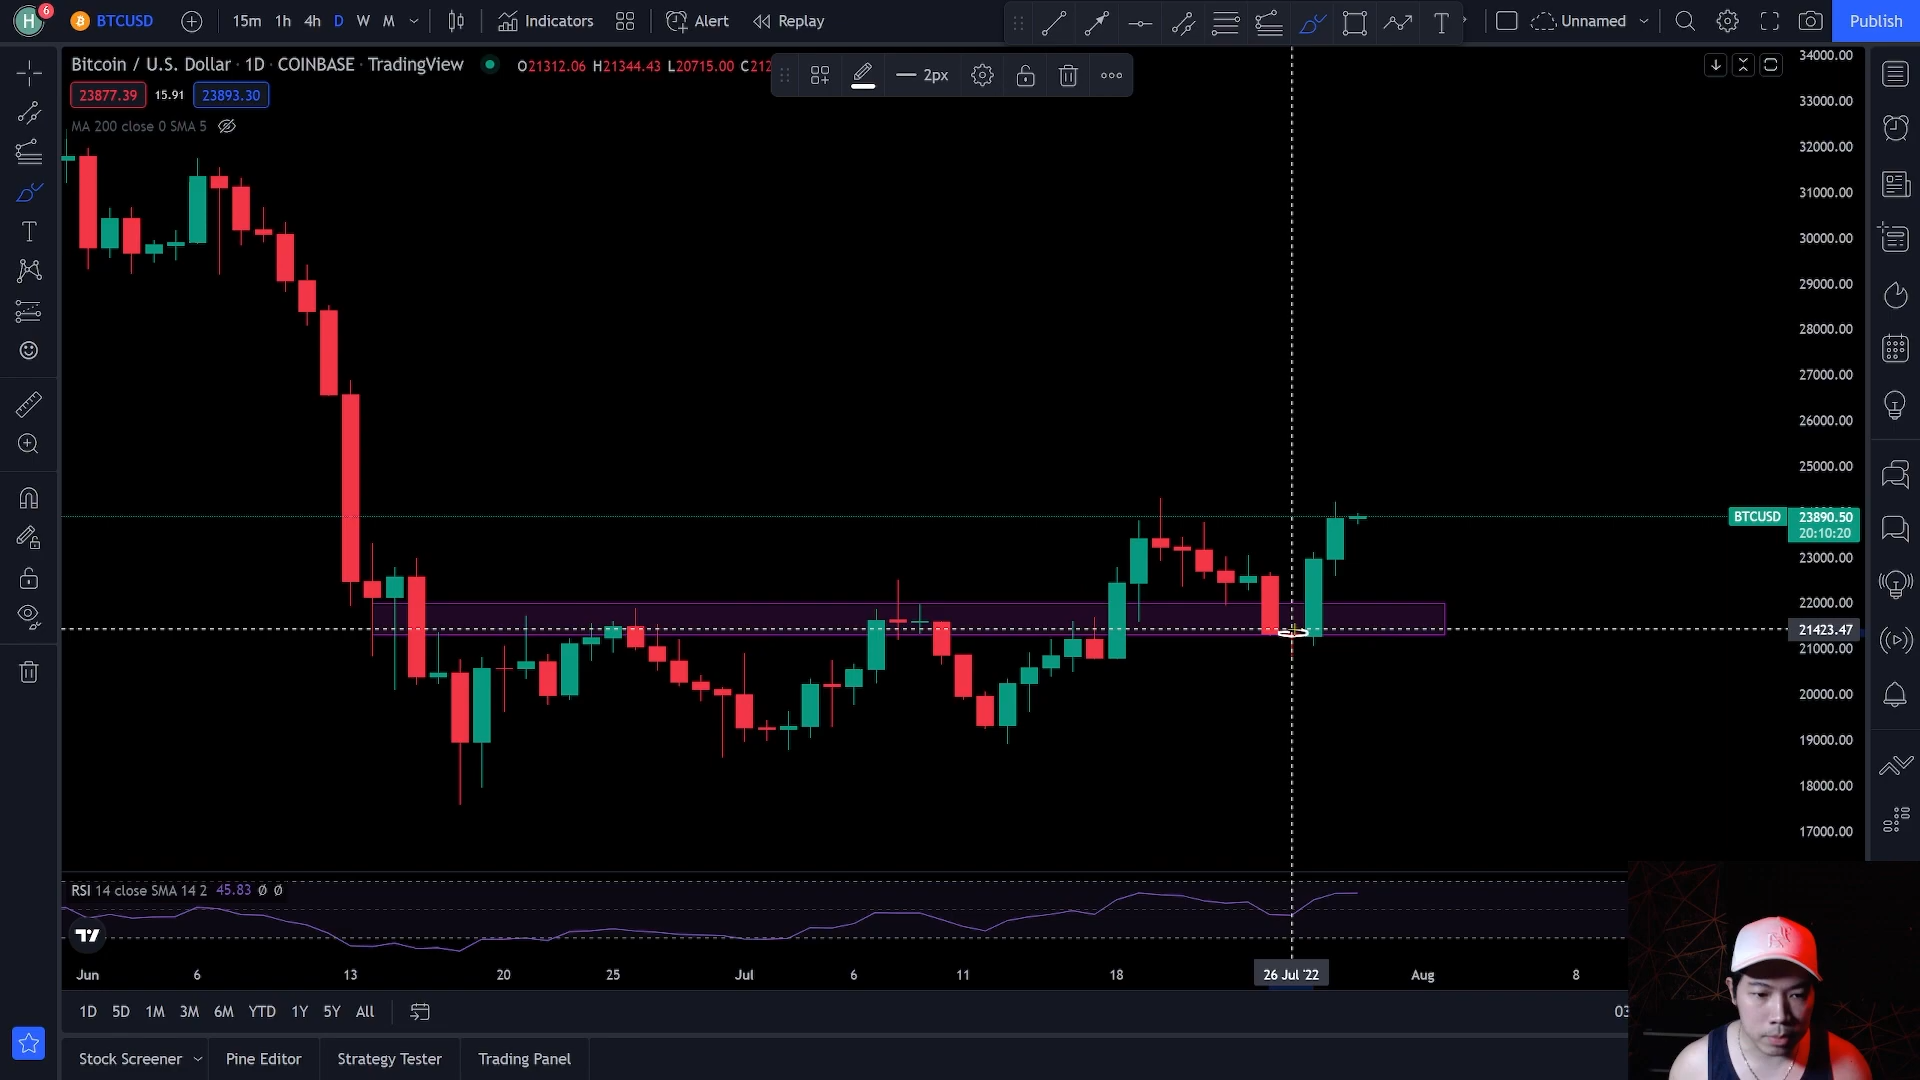 H 6 BTCUSD 15m 1h 4h D W M Indicators Alert Replay T Unnamed Publish
Bitcoin / U.S. Dollar · 1D · COINBASE · TradingView O21312.06 H21344.43 L20715.00 C212
2px
23877.39 15.91 23893.30
MA 200 close 0 SMA 5
34000.00
33000.00
32000.00
31000.00
30000.00
29000.00
28000.00
27000.00
26000.00
25000.00
BTCUSD 23890.50
20:10:20
23000.00
22000.00
21423.47
21000.00
20000.00
19000.00
18000.00
17000.00
RSI 14 close SMA 14 2 45.83 Ø Ø
Jun 6 13 20 25 Jul 6 11 18 26 Jul '22 Aug 8
1D 5D 1M 3M 6M YTD 1Y 5Y All 03
Stock Screener Pine Editor Strategy Tester Trading Panel